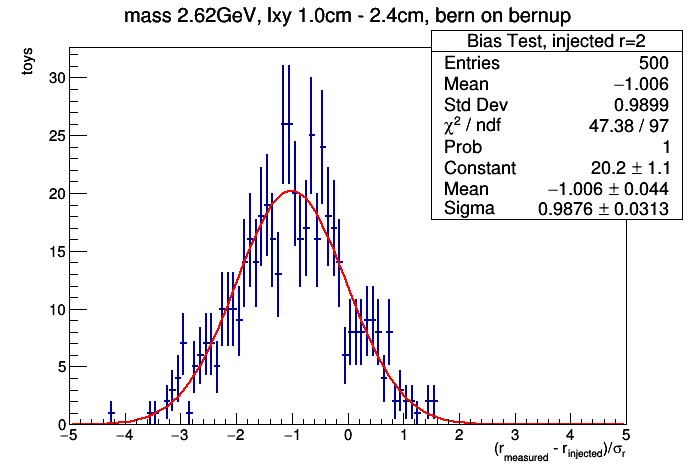 mass 2.62GeV, lxy 1.0cm - 2.4cm, bern on bernup
Bias Test, injected r=2
Entries 500
Mean −1.006
Std Dev 0.9899
χ² / ndf 47.38 / 97
Prob 1
Constant 20.2 ± 1.1
Mean −1.006 ± 0.044
Sigma 0.9876 ± 0.0313
toys
30
25
20
15
10
5
0
−5 −4 −3 −2 −1 0 1 2 3 4 5
(r_measured - r_injected)/σ_r